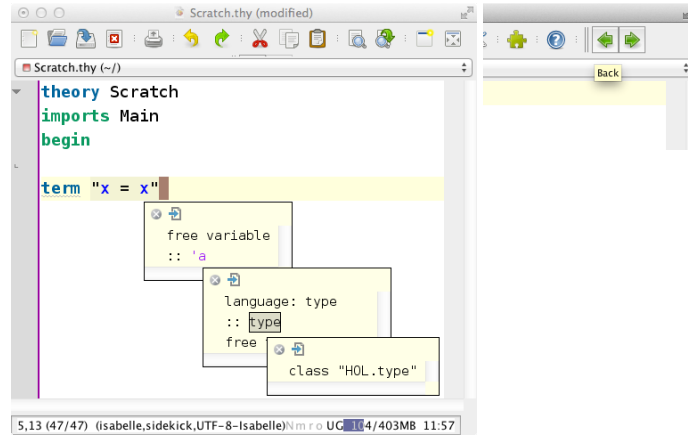 Scratch.thy (modified)
Scratch.thy (~/)
Back
theory Scratch
imports Main
begin
term "x = x"
free variable
:: 'a
language: type
:: type
free
class "HOL.type"
5,13 (47/47) (isabelle,sidekick,UTF-8-Isabelle)N m r o UG 104/403MB 11:57